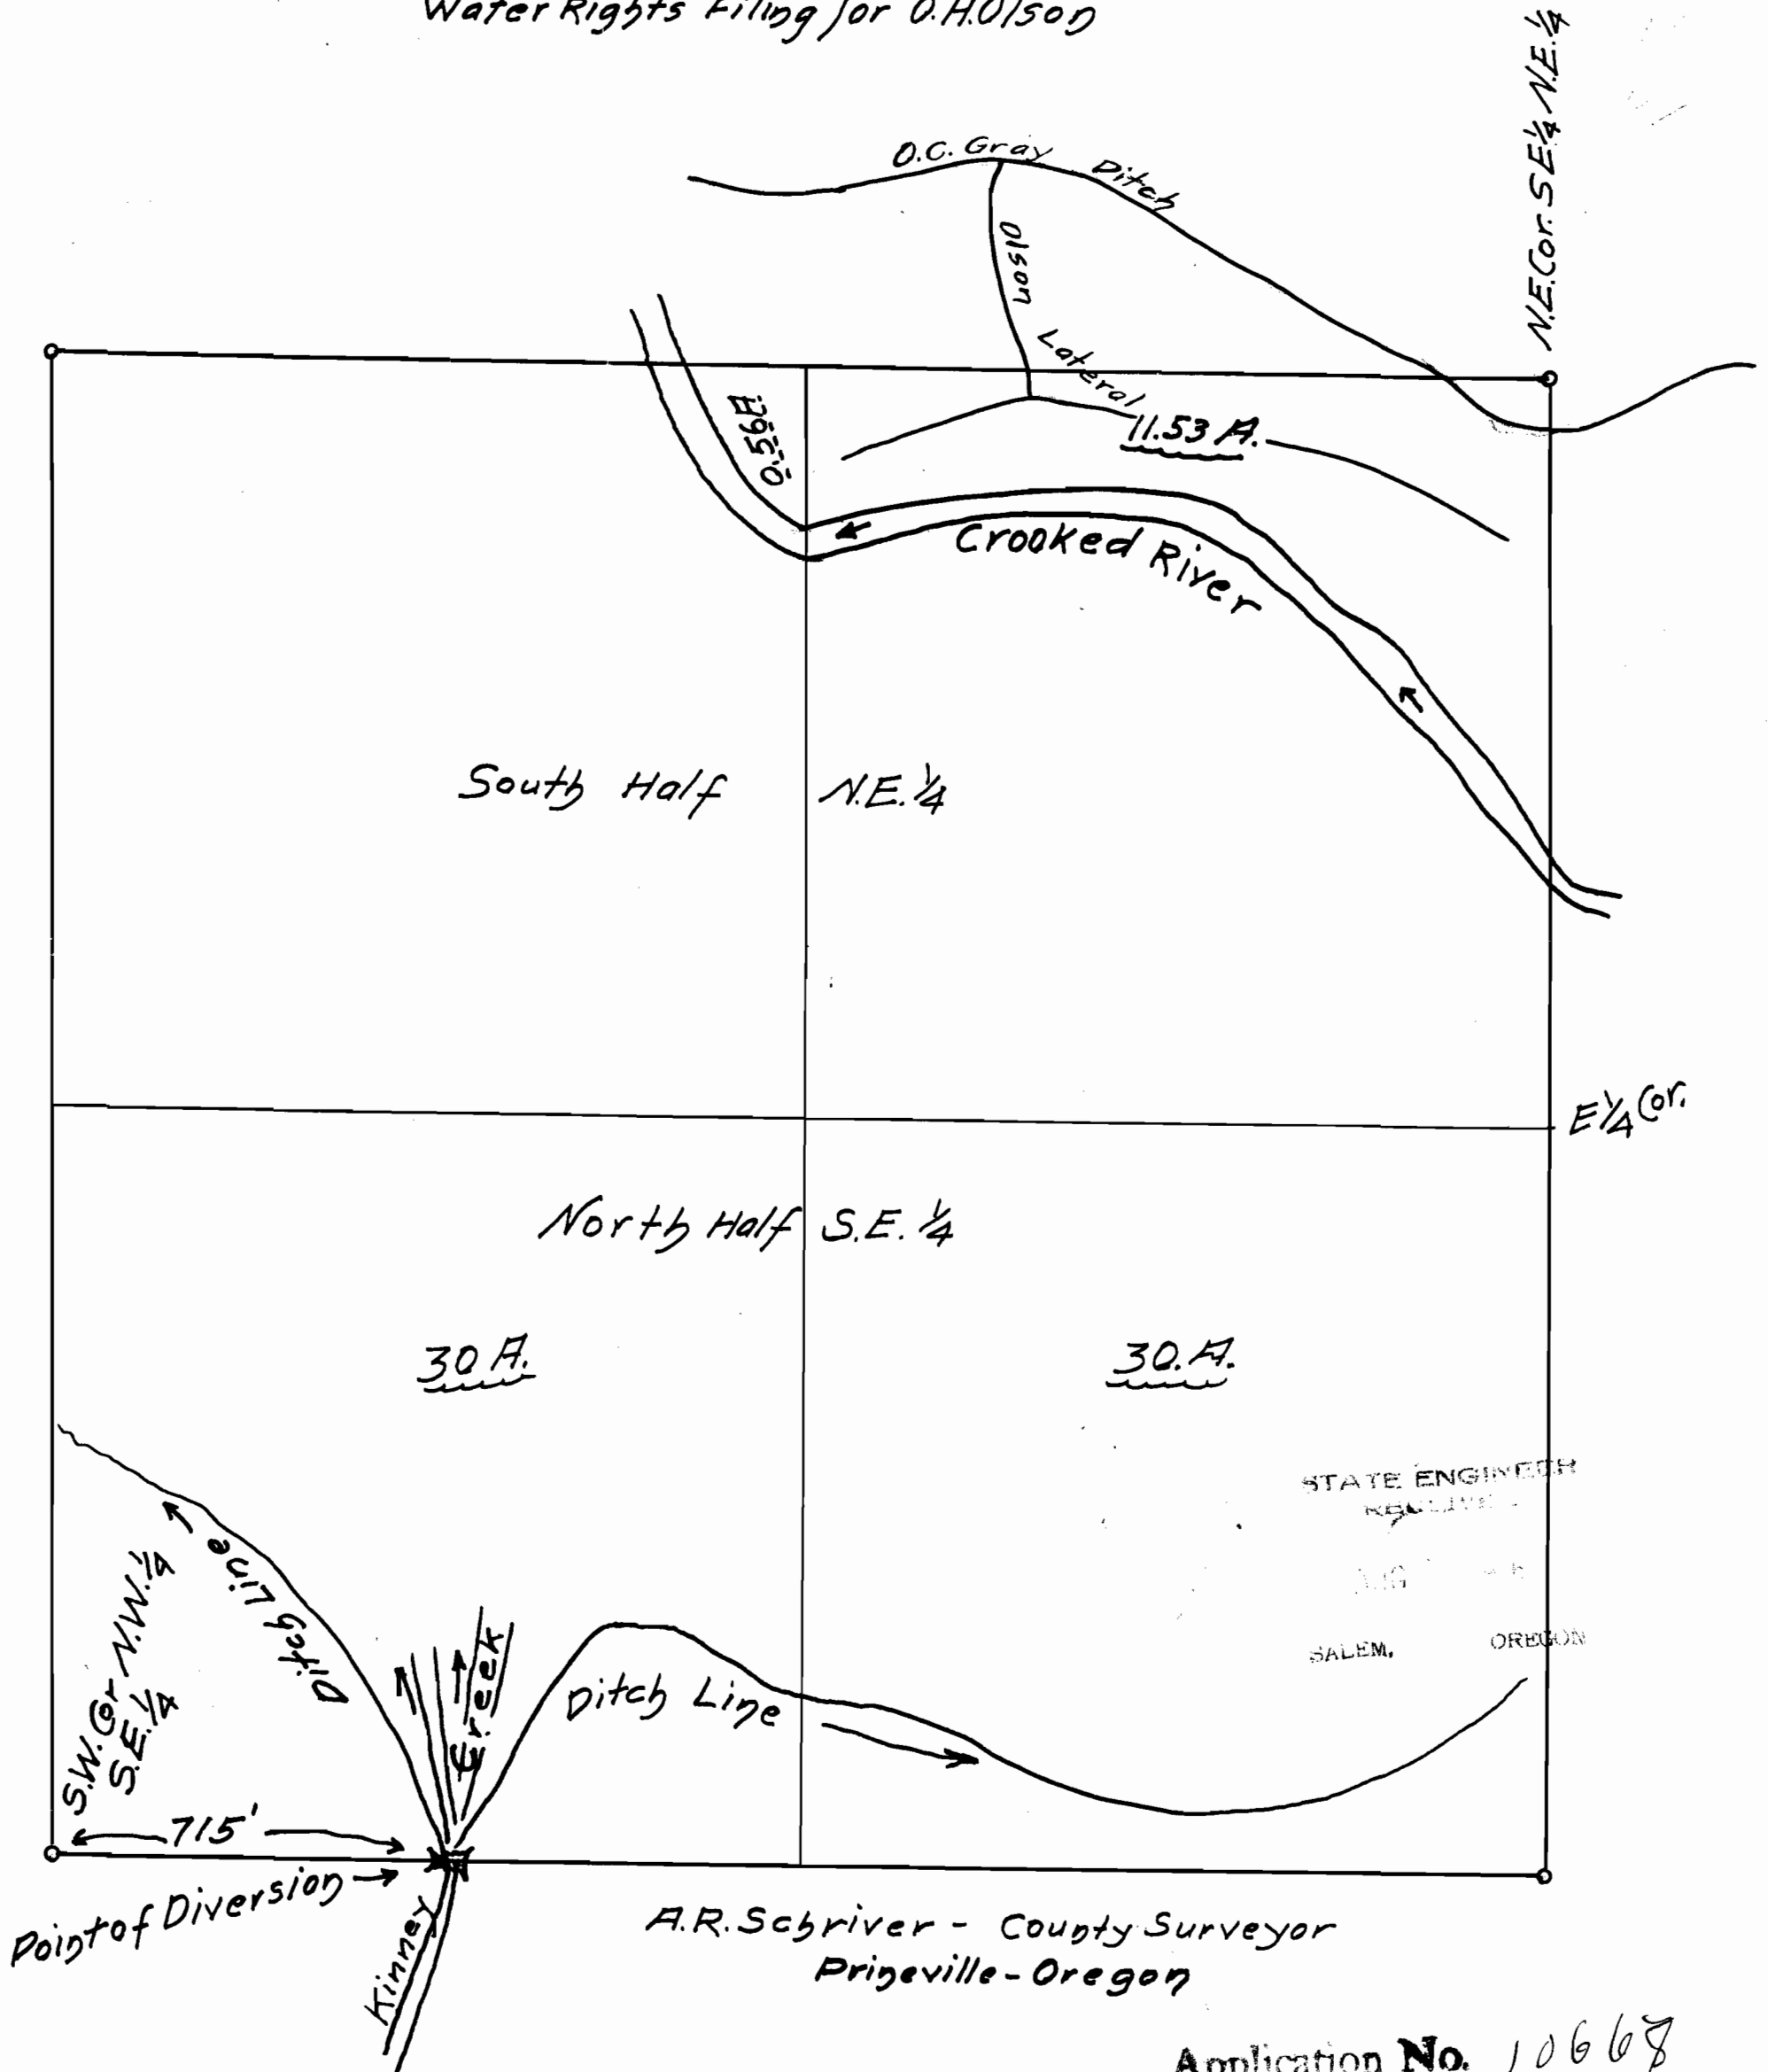 Water Rights Filing for O.H.Olson
N.E.Cor. SE¼ N.E.¼
O.C. Gray Ditch
Olson Lateral
0.56A.
11.53 A.
Crooked River
South Half N.E.¼
E¼ Cor.
North Half S.E.¼
30 A.
30.A.
STATE ENGINEER
SALEM, OREGON
Ditch Line
S.W. Cor N.W.¼
S.E.¼
Creek
Ditch Line
715'
Point of Diversion
Kinney
A.R. Schriver - County Surveyor
Prineville - Oregon
Application No. 10668